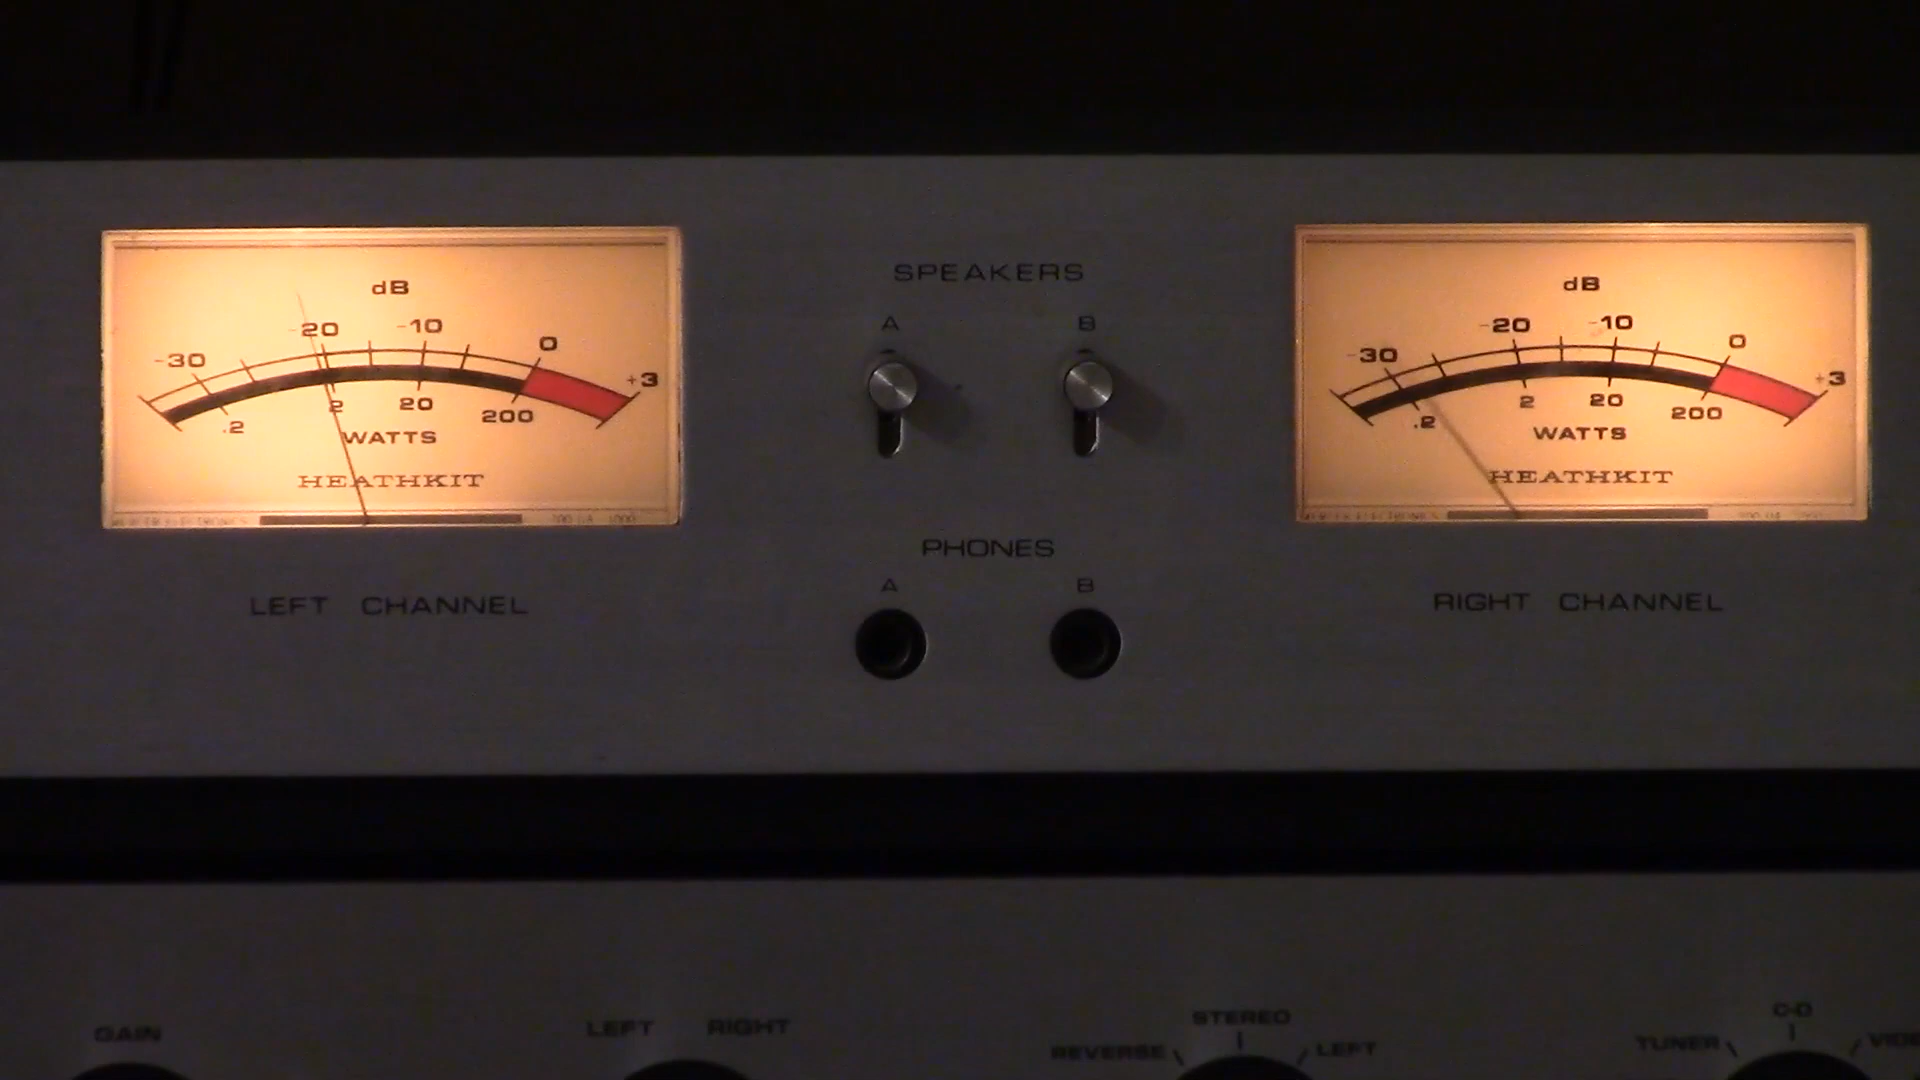 dB
-20 -10
-30 0
+3
.2 2 20 200
WATTS
HEATHKIT
LEFT CHANNEL
SPEAKERS
A B
PHONES
A B
dB
-20 -10
-30 0
+3
.2 2 20 200
WATTS
HEATHKIT
RIGHT CHANNEL
GAIN
LEFT RIGHT
STEREO
REVERSE LEFT
C-D
TUNER